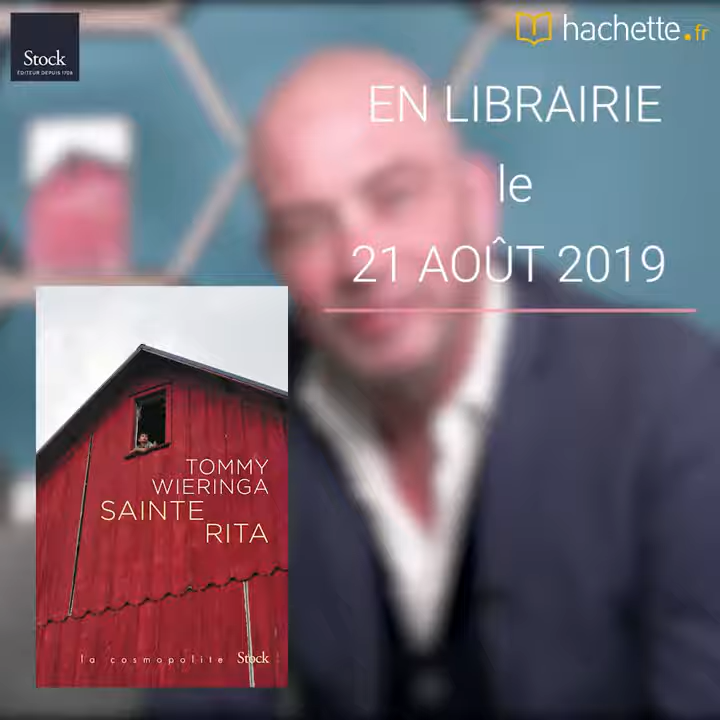 Stock
ÉDITEUR DEPUIS 1708
hachette.fr
EN LIBRAIRIE
le
21 AOÛT 2019
TOMMY
WIERINGA
SAINTE
RITA
la cosmopolite Stock